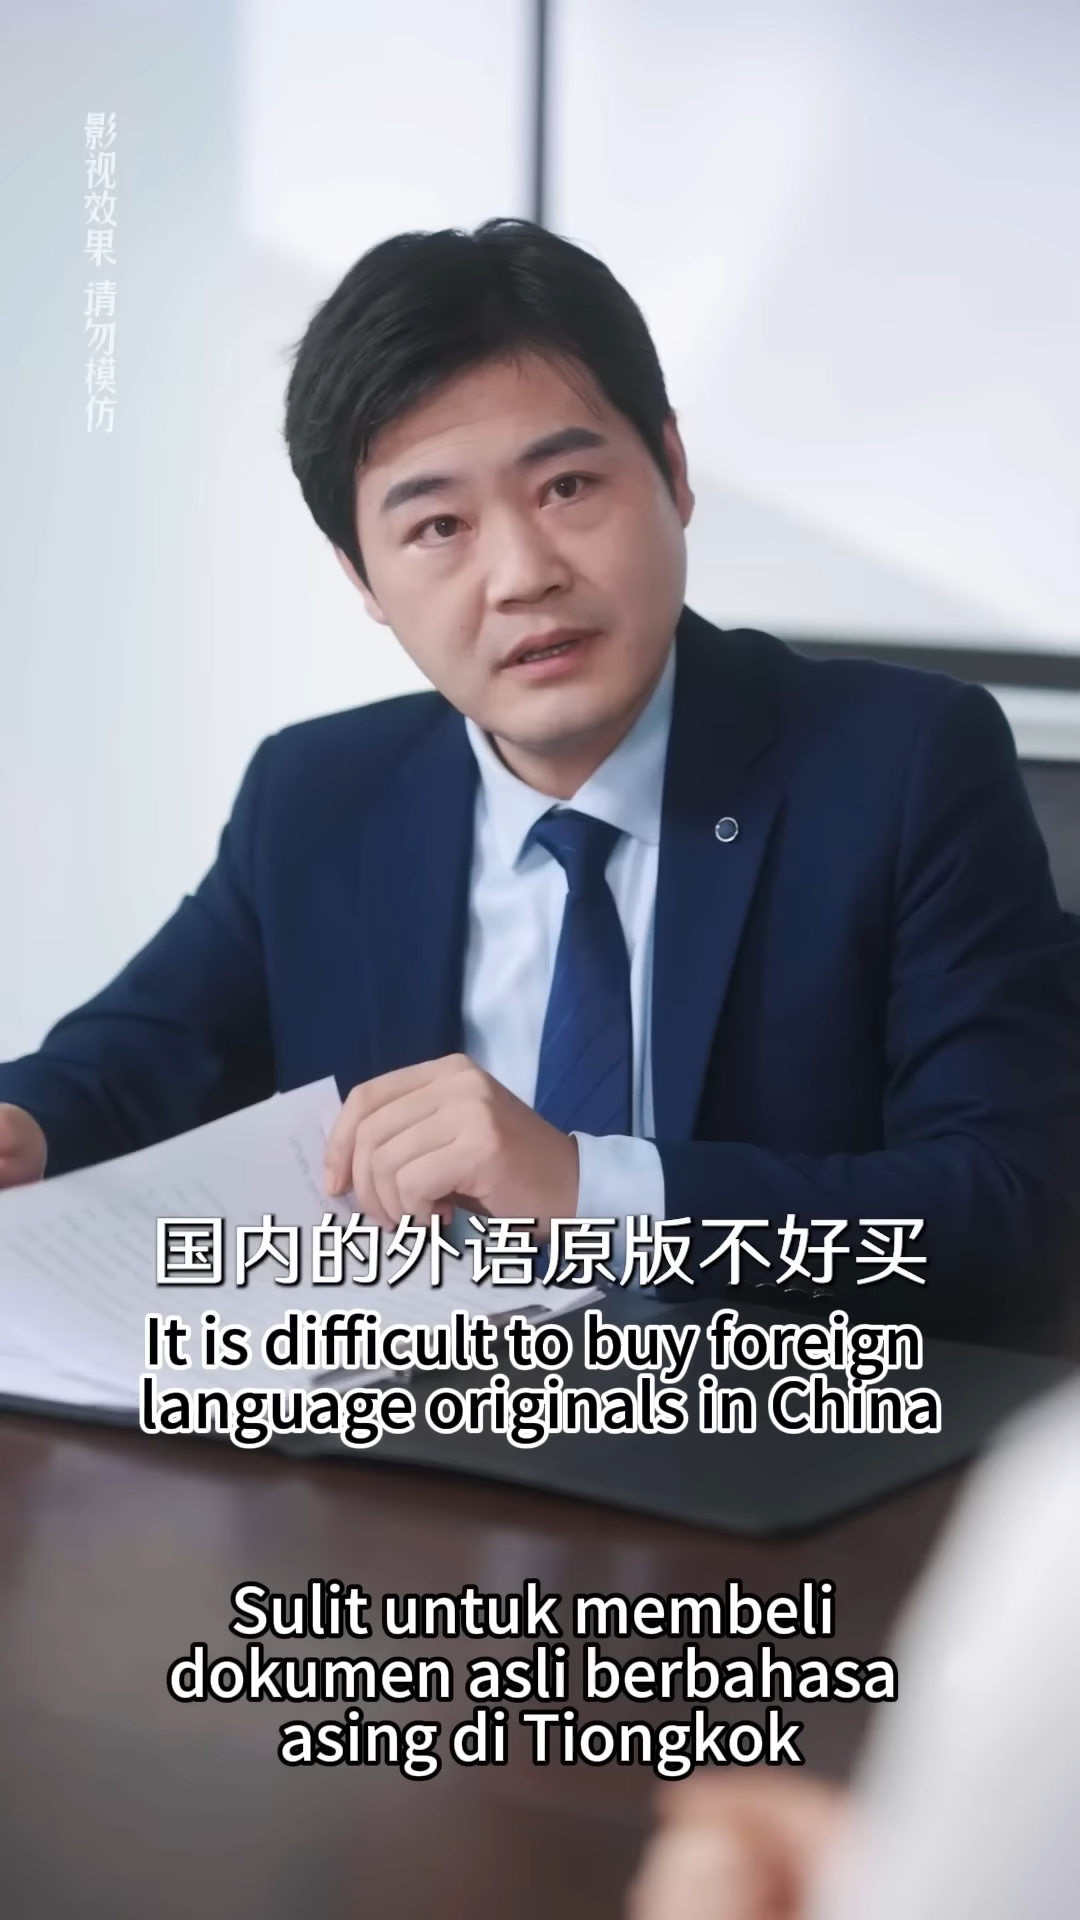 影视效果 请勿模仿
国内的外语原版不好买
It is difficult to buy foreign
language originals in China
Sulit untuk membeli
dokumen asli berbahasa
asing di Tiongkok